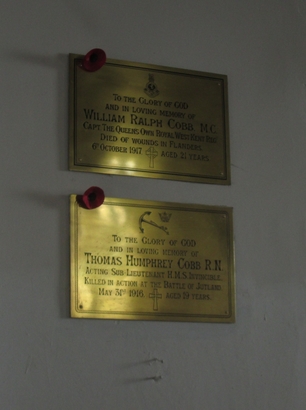 To the Glory of God
and in loving memory of
William Ralph Cobb M.C.
Capt. The Queens Own Royal West Kent Regt
Died of wounds in Flanders
6th October 1917 aged 21 years.
To the Glory of God
and in loving memory of
Thomas Humphrey Cobb R.N
Acting Sub-Lieutenant H.M.S Invincible,
Killed in action at the Battle of Jutland
May 31st 1916 aged 19 years.